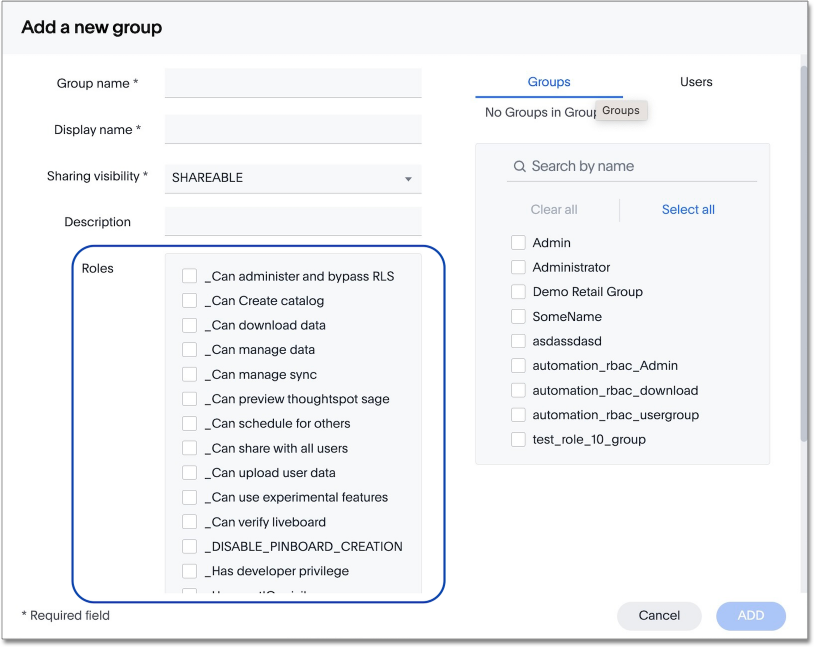 Add a new group
Group name *
Display name *
Sharing visibility *
SHAREABLE
Description
Roles
_Can administer and bypass RLS
_Can Create catalog
_Can download data
_Can manage data
_Can manage sync
_Can preview thoughtspot sage
_Can schedule for others
_Can share with all users
_Can upload user data
_Can use experimental features
_Can verify liveboard
_DISABLE_PINBOARD_CREATION
_Has developer privilege
Groups
Users
No Groups in
Groups
Search by name
Clear all
Select all
Admin
Administrator
Demo Retail Group
SomeName
asdassdasd
automation_rbac_Admin
automation_rbac_download
automation_rbac_usergroup
test_role_10_group
* Required field
Cancel
ADD